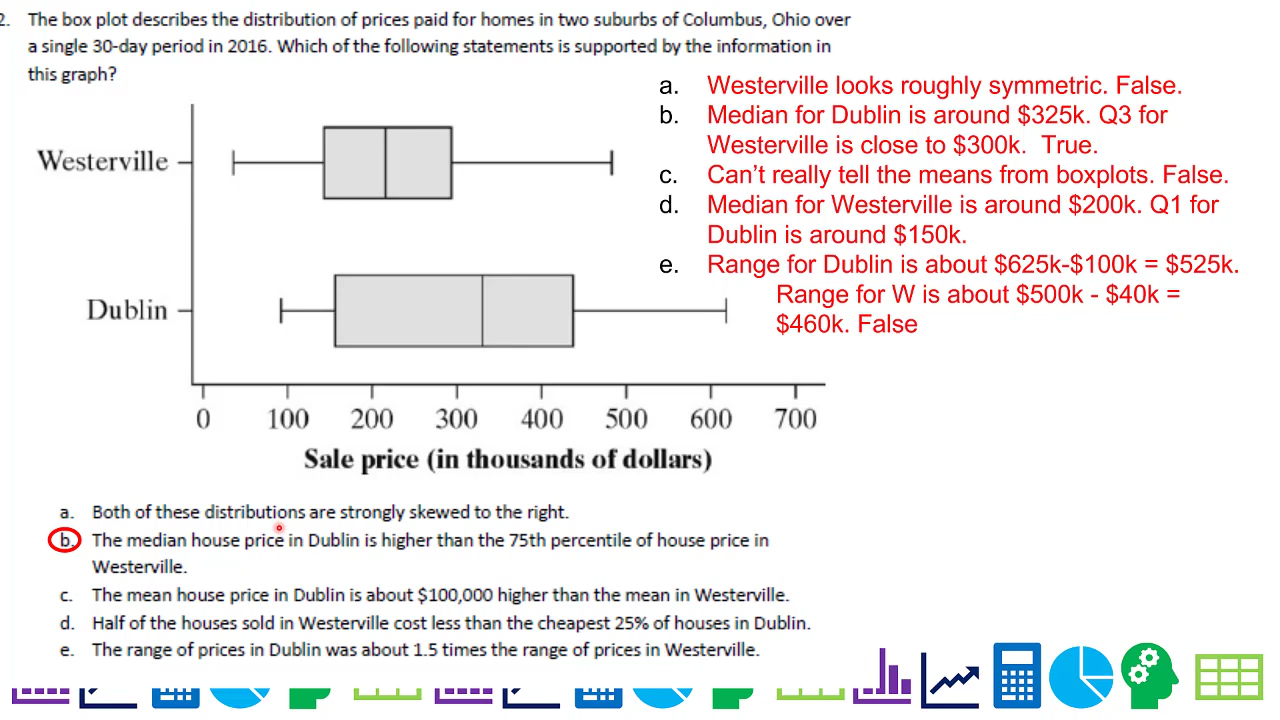 2. The box plot describes the distribution of prices paid for homes in two suburbs of Columbus, Ohio over
a single 30-day period in 2016. Which of the following statements is supported by the information in
this graph?
a. Westerville looks roughly symmetric. False.
b. Median for Dublin is around $325k. Q3 for
Westerville is close to $300k. True.
c. Can't really tell the means from boxplots. False.
d. Median for Westerville is around $200k. Q1 for
Dublin is around $150k.
e. Range for Dublin is about $625k-$100k = $525k.
Range for W is about $500k - $40k =
$460k. False
Westerville
Dublin
0 100 200 300 400 500 600 700
Sale price (in thousands of dollars)
a. Both of these distributions are strongly skewed to the right.
b. The median house price in Dublin is higher than the 75th percentile of house price in
Westerville.
c. The mean house price in Dublin is about $100,000 higher than the mean in Westerville.
d. Half of the houses sold in Westerville cost less than the cheapest 25% of houses in Dublin.
e. The range of prices in Dublin was about 1.5 times the range of prices in Westerville.